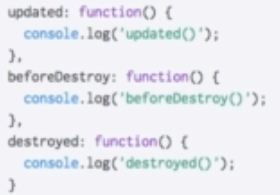 updated: function() {
  console.log('updated()');
},
beforeDestroy: function() {
  console.log('beforeDestroy()');
},
destroyed: function() {
  console.log('destroyed()');
}